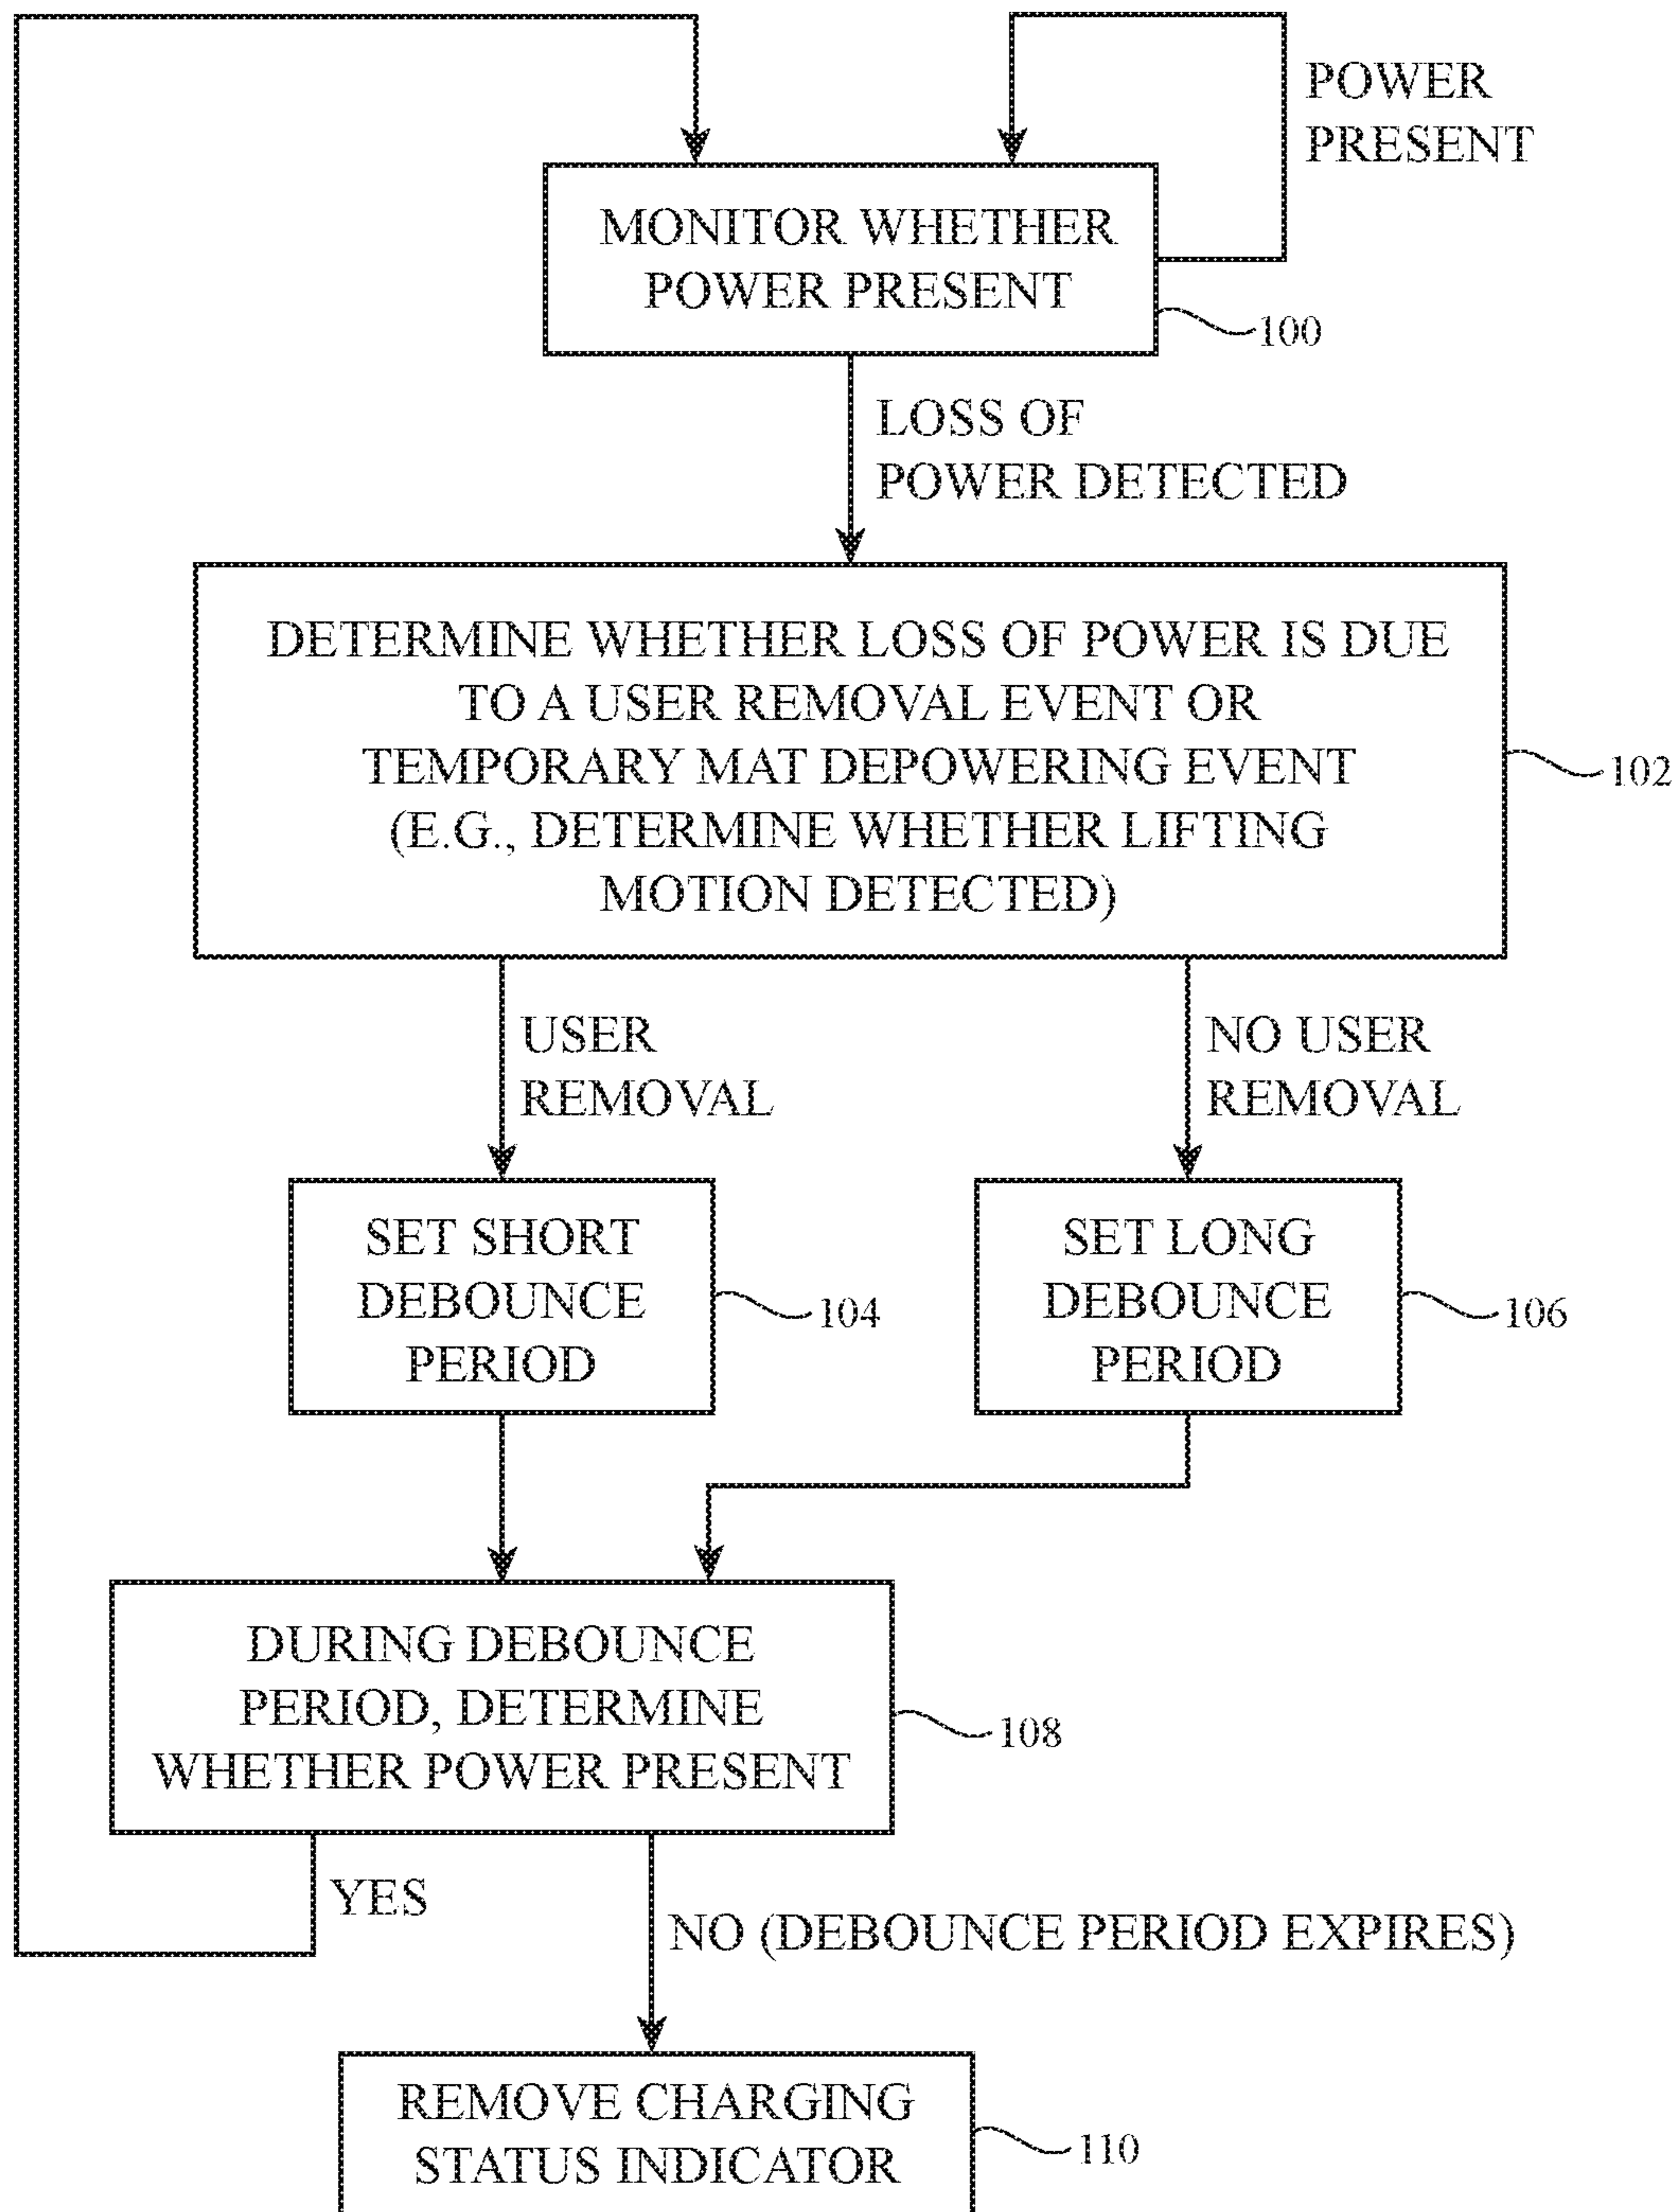 POWER
PRESENT
MONITOR WHETHER
POWER PRESENT
100
LOSS OF
POWER DETECTED
DETERMINE WHETHER LOSS OF POWER IS DUE
TO A USER REMOVAL EVENT OR
TEMPORARY MAT DEPOWERING EVENT
(E.G., DETERMINE WHETHER LIFTING
MOTION DETECTED)
102
USER
REMOVAL
NO USER
REMOVAL
SET SHORT
DEBOUNCE
PERIOD
104
SET LONG
DEBOUNCE
PERIOD
106
DURING DEBOUNCE
PERIOD, DETERMINE
WHETHER POWER PRESENT
108
YES
NO (DEBOUNCE PERIOD EXPIRES)
REMOVE CHARGING
STATUS INDICATOR
110